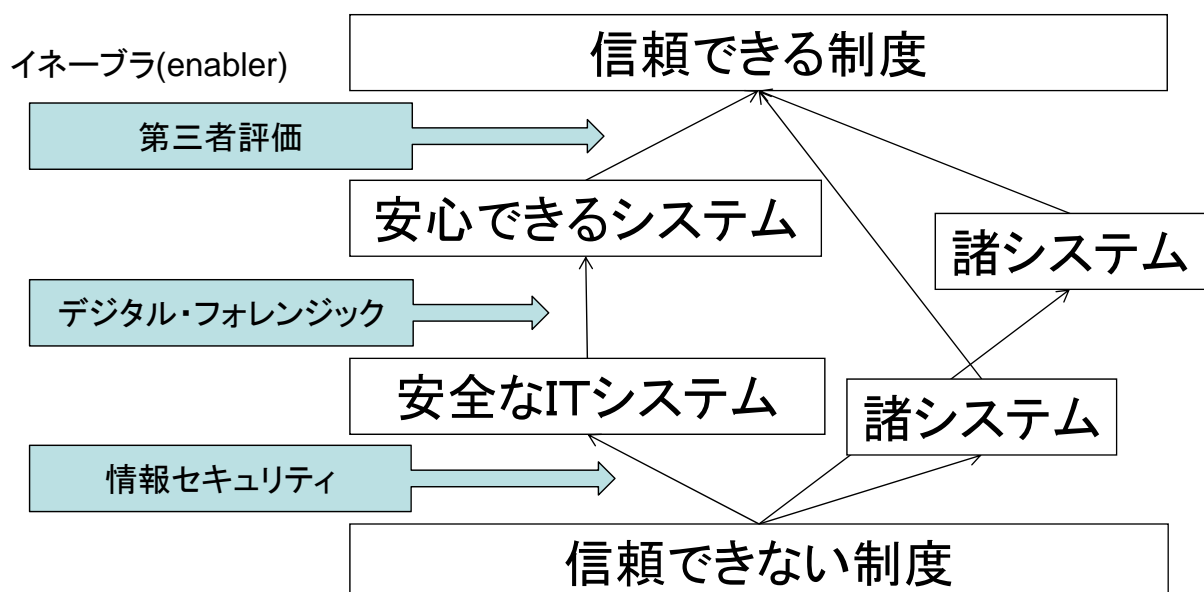 信頼できる制度
イネーブラ(enabler)
第三者評価
安心できるシステム
諸システム
デジタル・フォレンジック
安全なITシステム
諸システム
情報セキュリティ
信頼できない制度